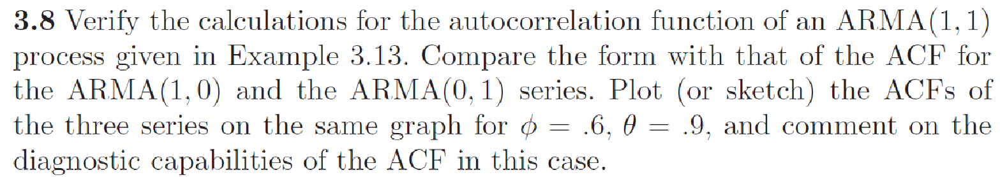 3.8 Verify the calculations for the autocorrelation function of an ARMA(1, 1)
process given in Example 3.13. Compare the form with that of the ACF for
the ARMA(1, 0) and the ARMA(0, 1) series. Plot (or sketch) the ACFs of
the three series on the same graph for ϕ = .6, θ = .9, and comment on the
diagnostic capabilities of the ACF in this case.